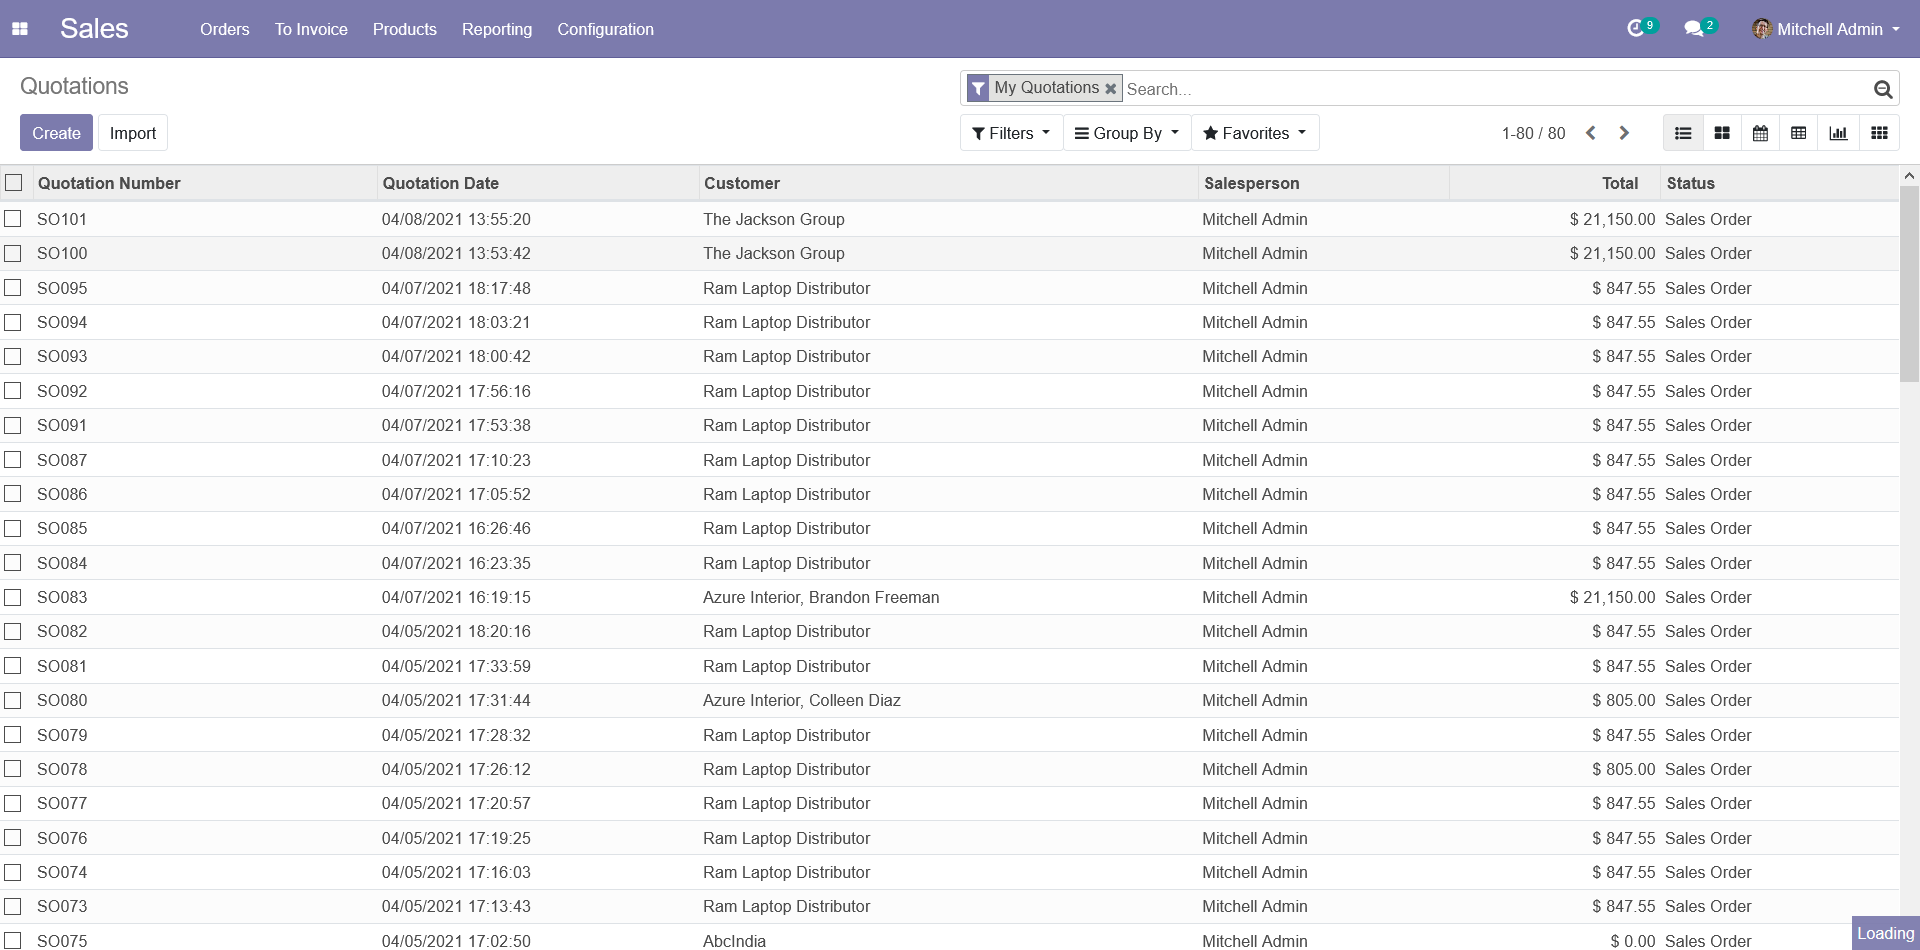 Sales Orders To Invoice Products Reporting Configuration 9 2 Mitchell Admin
Quotations My Quotations Search...
Create Import Filters Group By Favorites 1-80 / 80
Quotation Number Quotation Date Customer Salesperson Total Status
SO101 04/08/2021 13:55:20 The Jackson Group Mitchell Admin $ 21,150.00 Sales Order
SO100 04/08/2021 13:53:42 The Jackson Group Mitchell Admin $ 21,150.00 Sales Order
SO095 04/07/2021 18:17:48 Ram Laptop Distributor Mitchell Admin $ 847.55 Sales Order
SO094 04/07/2021 18:03:21 Ram Laptop Distributor Mitchell Admin $ 847.55 Sales Order
SO093 04/07/2021 18:00:42 Ram Laptop Distributor Mitchell Admin $ 847.55 Sales Order
SO092 04/07/2021 17:56:16 Ram Laptop Distributor Mitchell Admin $ 847.55 Sales Order
SO091 04/07/2021 17:53:38 Ram Laptop Distributor Mitchell Admin $ 847.55 Sales Order
SO087 04/07/2021 17:10:23 Ram Laptop Distributor Mitchell Admin $ 847.55 Sales Order
SO086 04/07/2021 17:05:52 Ram Laptop Distributor Mitchell Admin $ 847.55 Sales Order
SO085 04/07/2021 16:26:46 Ram Laptop Distributor Mitchell Admin $ 847.55 Sales Order
SO084 04/07/2021 16:23:35 Ram Laptop Distributor Mitchell Admin $ 847.55 Sales Order
SO083 04/07/2021 16:19:15 Azure Interior, Brandon Freeman Mitchell Admin $ 21,150.00 Sales Order
SO082 04/05/2021 18:20:16 Ram Laptop Distributor Mitchell Admin $ 847.55 Sales Order
SO081 04/05/2021 17:33:59 Ram Laptop Distributor Mitchell Admin $ 847.55 Sales Order
SO080 04/05/2021 17:31:44 Azure Interior, Colleen Diaz Mitchell Admin $ 805.00 Sales Order
SO079 04/05/2021 17:28:32 Ram Laptop Distributor Mitchell Admin $ 847.55 Sales Order
SO078 04/05/2021 17:26:12 Ram Laptop Distributor Mitchell Admin $ 805.00 Sales Order
SO077 04/05/2021 17:20:57 Ram Laptop Distributor Mitchell Admin $ 847.55 Sales Order
SO076 04/05/2021 17:19:25 Ram Laptop Distributor Mitchell Admin $ 847.55 Sales Order
SO074 04/05/2021 17:16:03 Ram Laptop Distributor Mitchell Admin $ 847.55 Sales Order
SO073 04/05/2021 17:13:43 Ram Laptop Distributor Mitchell Admin $ 847.55 Sales Order
SO075 04/05/2021 17:02:50 AbcIndia Mitchell Admin $ 0.00 Sales Order
Loading